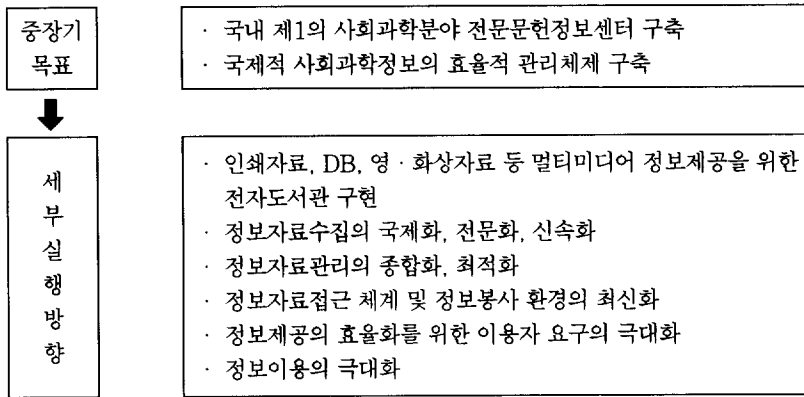 중장기
목표
· 국내 제1의 사회과학분야 전문문헌정보센터 구축
· 국제적 사회과학정보의 효율적 관리체제 구축
세
부
실
행
방
향
· 인쇄자료, DB, 영 · 화상자료 등 멀티미디어 정보제공을 위한
전자도서관 구현
· 정보자료수집의 국제화, 전문화, 신속화
· 정보자료관리의 종합화, 최적화
· 정보자료접근 체계 및 정보봉사 환경의 최신화
· 정보제공의 효율화를 위한 이용자 요구의 극대화
· 정보이용의 극대화